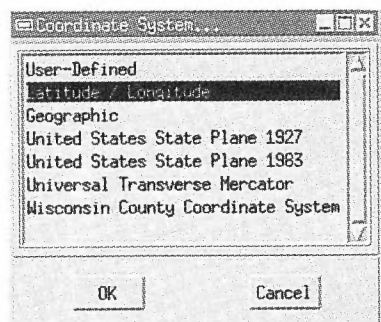 Coordinate System...
User-Defined
Latitude / Longitude
Geographic
United States State Plane 1927
United States State Plane 1983
Universal Transverse Mercator
Wisconsin County Coordinate System
OK
Cancel